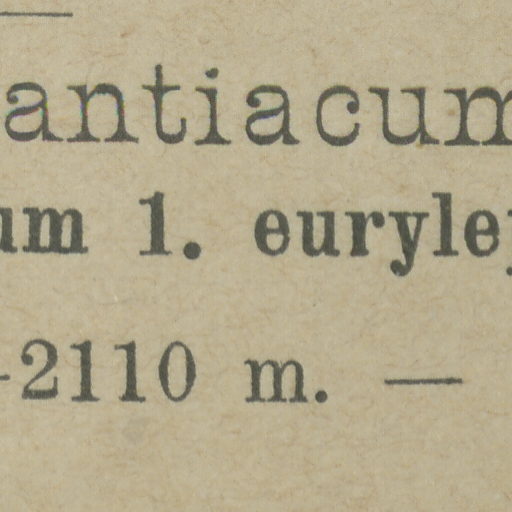 antiacum
um 1. euryle
-2110 m. —